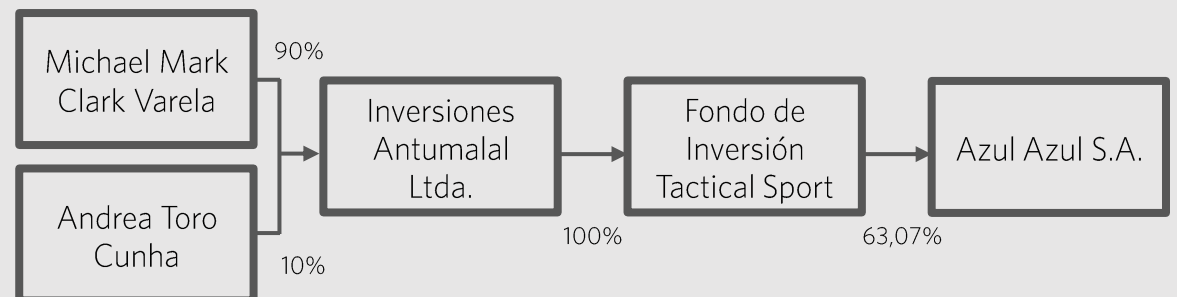 Michael Mark
Clark Varela
90%
Andrea Toro
Cunha
10%
Inversiones
Antumalal
Ltda.
100%
Fondo de
Inversión
Tactical Sport
63,07%
Azul Azul S.A.